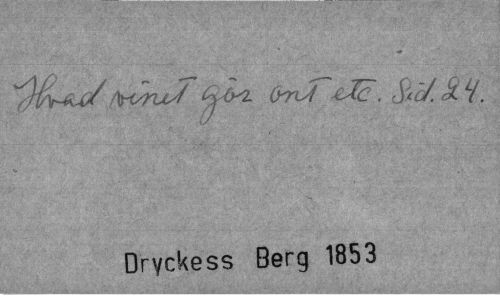 Hvad vinet gör ont etc. Sid. 24.
Dryckess Berg 1853